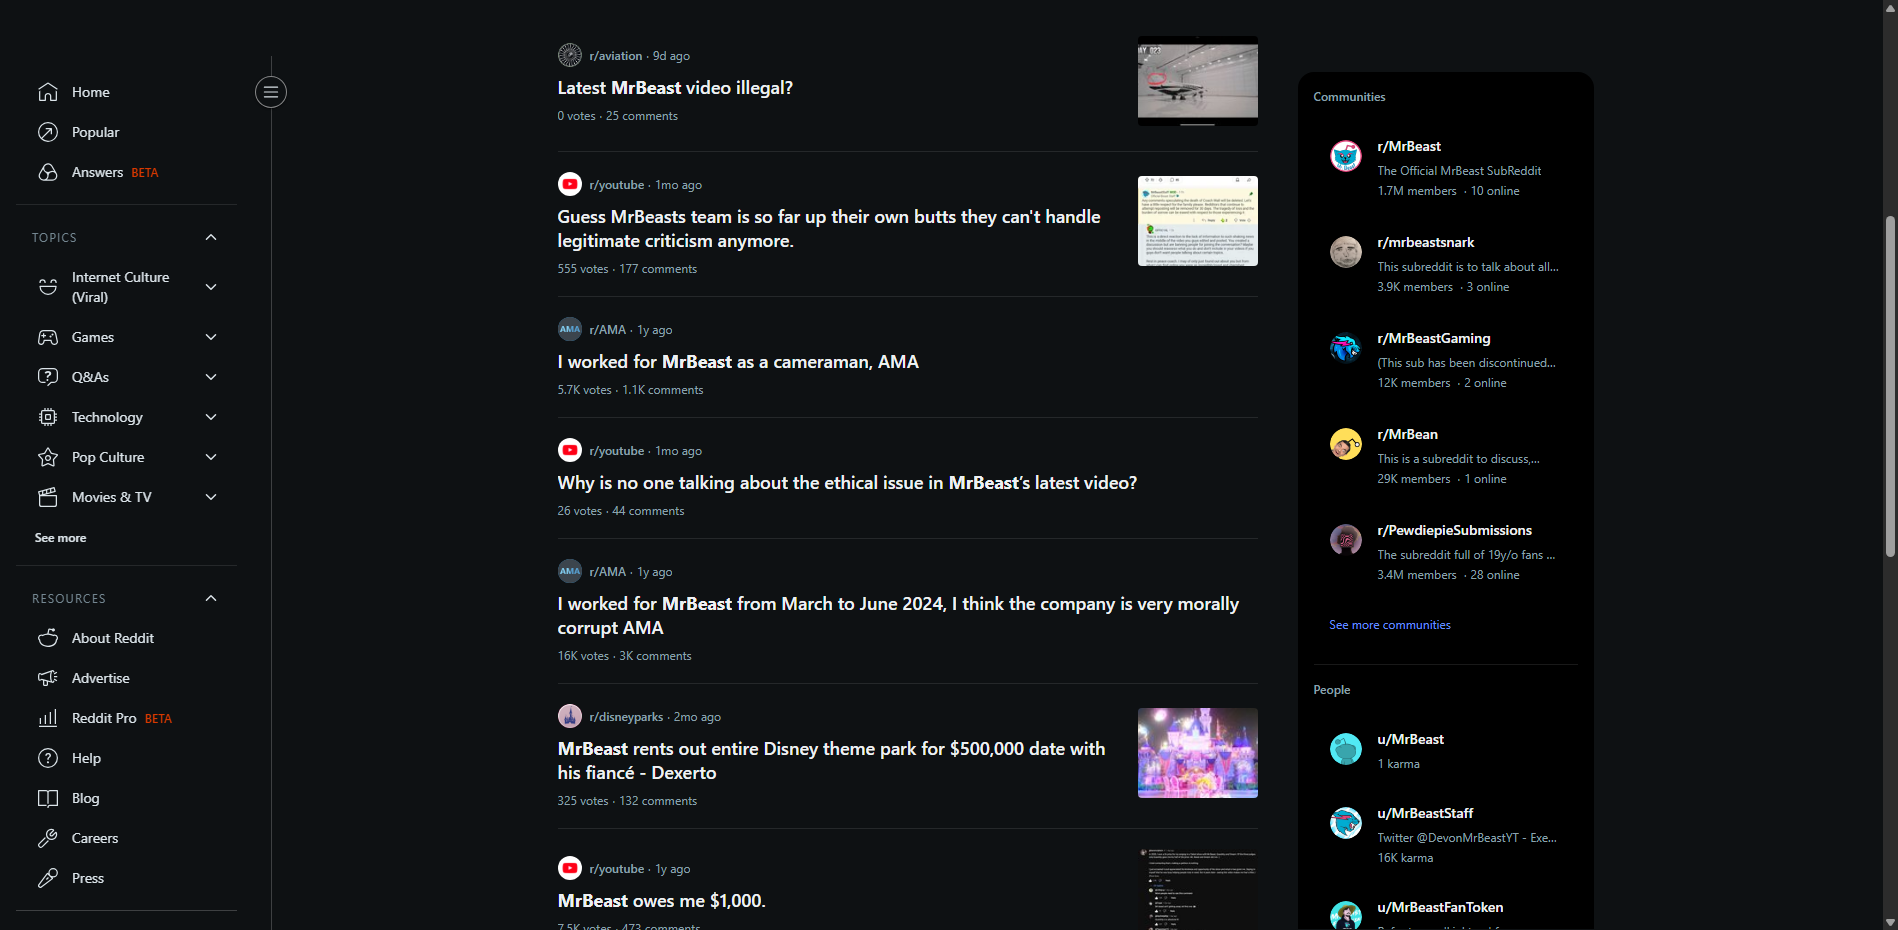 Home
Popular
Answers BETA
TOPICS
Internet Culture
(Viral)
Games
Q&As
Technology
Pop Culture
Movies & TV
See more
RESOURCES
About Reddit
Advertise
Reddit Pro BETA
Help
Blog
Careers
Press
r/aviation · 9d ago
Latest MrBeast video illegal?
0 votes · 25 comments
r/youtube · 1mo ago
Guess MrBeasts team is so far up their own butts they can't handle
legitimate criticism anymore.
555 votes · 177 comments
AMA r/AMA · 1y ago
I worked for MrBeast as a cameraman, AMA
5.7K votes · 1.1K comments
r/youtube · 1mo ago
Why is no one talking about the ethical issue in MrBeast’s latest video?
26 votes · 44 comments
AMA r/AMA · 1y ago
I worked for MrBeast from March to June 2024, I think the company is very morally
corrupt AMA
16K votes · 3K comments
r/disneyparks · 2mo ago
MrBeast rents out entire Disney theme park for $500,000 date with
his fiancé - Dexerto
325 votes · 132 comments
r/youtube · 1y ago
MrBeast owes me $1,000.
7.5K votes · 473 comments
Communities
r/MrBeast
The Official MrBeast SubReddit
1.7M members · 10 online
r/mrbeastsnark
This subreddit is to talk about all...
3.9K members · 3 online
r/MrBeastGaming
(This sub has been discontinued...
12K members · 2 online
r/MrBean
This is a subreddit to discuss,...
29K members · 1 online
r/PewdiepieSubmissions
The subreddit full of 19y/o fans ...
3.4M members · 28 online
See more communities
People
u/MrBeast
1 karma
u/MrBeastStaff
Twitter @DevonMrBeastYT - Exe...
16K karma
u/MrBeastFanToken